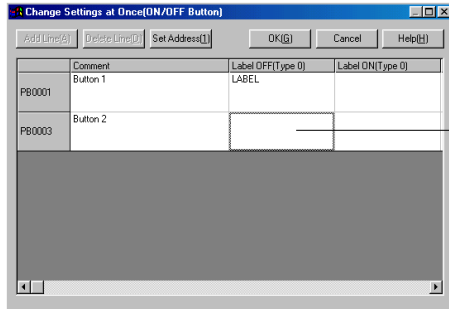 Change Settings at Once(ON/OFF Button)
Add Line(A) Delete Line(D) Set Address(1) OK(G) Cancel Help(H)
Comment Label OFF(Type 0) Label ON(Type 0)
PB0001 Button 1 LABEL
PB0003 Button 2